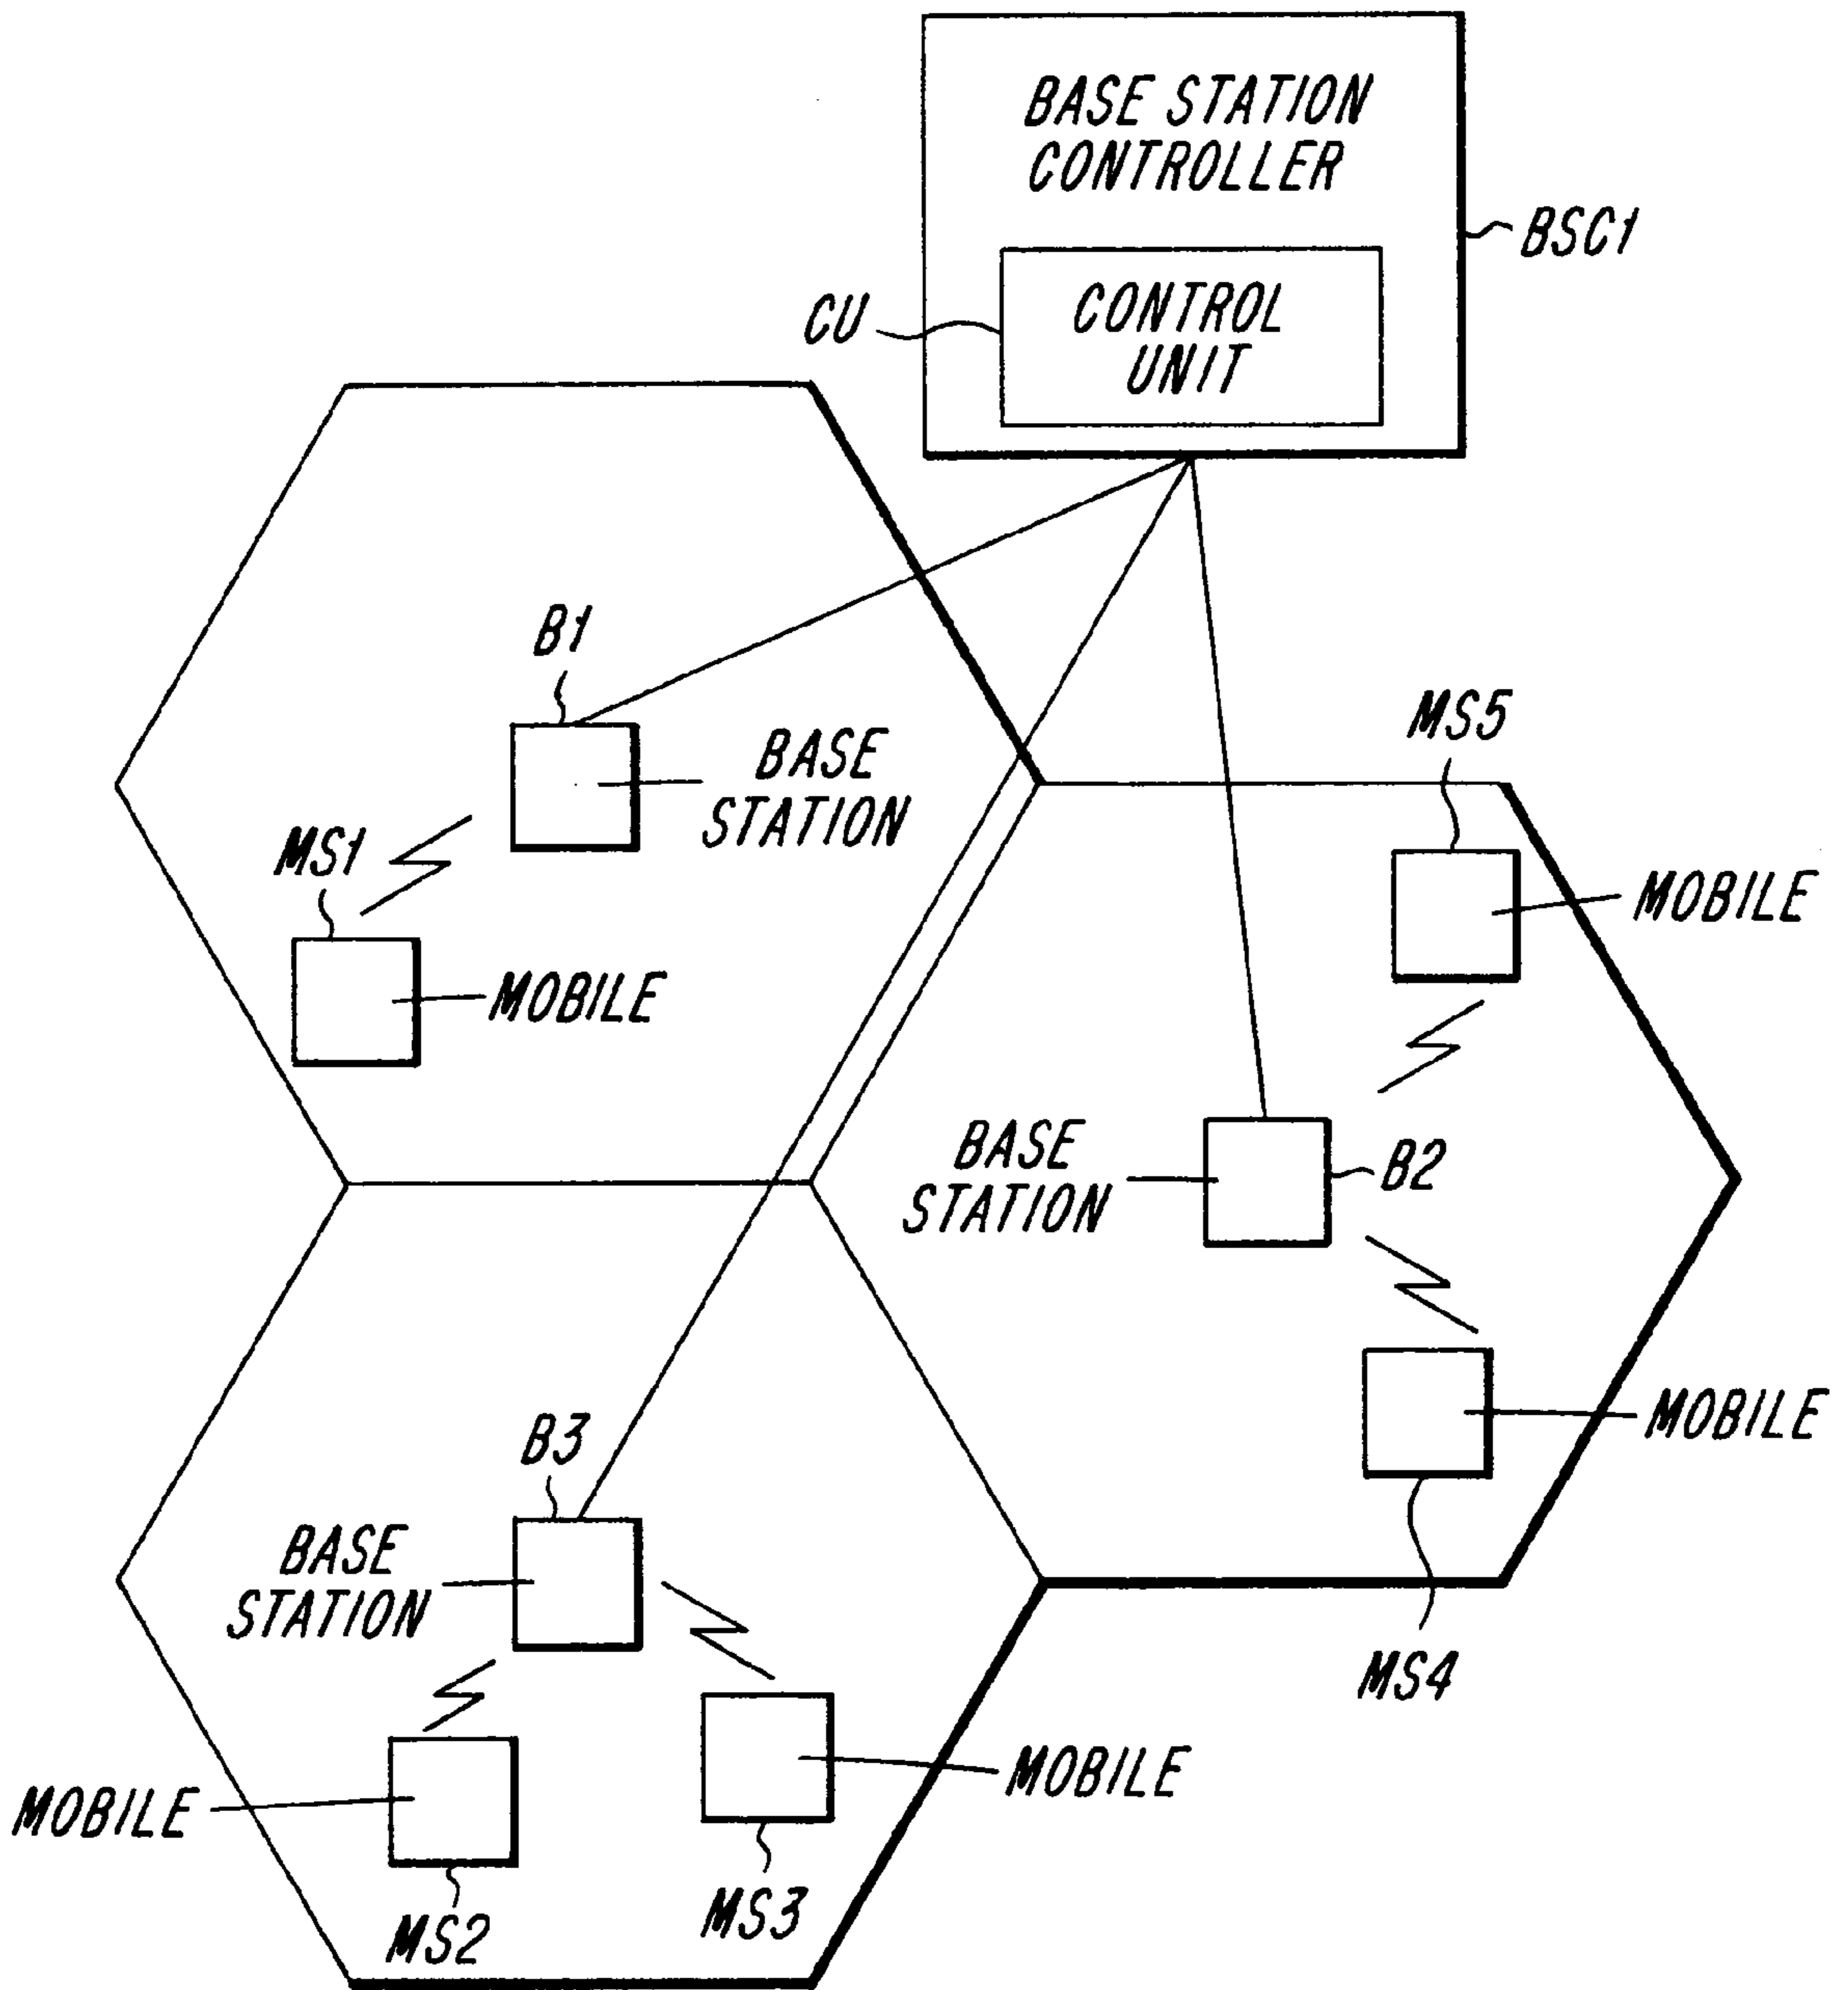 BASE STATION
CONTROLLER
BSC1
CU
CONTROL
UNIT
B1
BASE
STATION
MS1
MOBILE
MS5
MOBILE
BASE
STATION
B2
MOBILE
MS4
B3
BASE
STATION
MOBILE
MOBILE
MS3
MS2